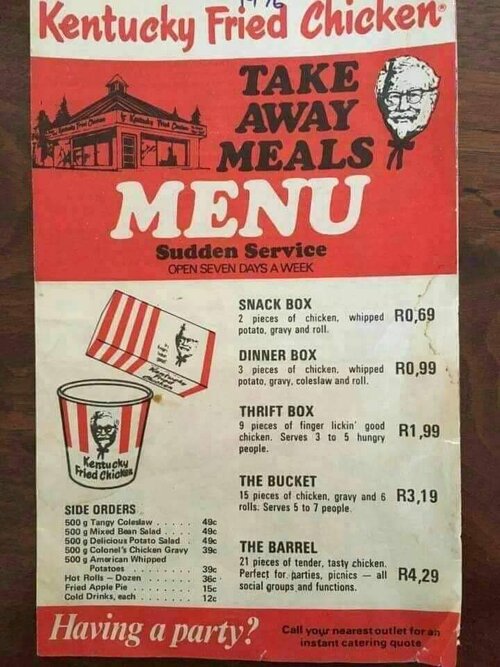 1976
Kentucky Fried Chicken®
TAKE
AWAY
MEALS
MENU
Sudden Service
OPEN SEVEN DAYS A WEEK
SNACK BOX
2 pieces of chicken, whipped R0,69
potato, gravy and roll.
DINNER BOX
3 pieces of chicken, whipped R0,99
potato, gravy, coleslaw and roll.
THRIFT BOX
9 pieces of finger lickin' good
chicken. Serves 3 to 5 hungry R1,99
people.
THE BUCKET
15 pieces of chicken, gravy and 6 R3,19
rolls. Serves 5 to 7 people.
THE BARREL
21 pieces of tender, tasty chicken.
Perfect for parties, picnics — all R4,29
social groups and functions.
Kentucky
Fried Chicken
SIDE ORDERS
500 g Tangy Coleslaw . . . . . 49c
500 g Mixed Bean Salad . . . . 49c
500 g Delicious Potato Salad . 49c
500 g Colonel's Chicken Gravy 39c
500 g American Whipped
Potatoes . . . . . . . . 39c
Hot Rolls — Dozen . . . . . 36c
Fried Apple Pie . . . . . . 15c
Cold Drinks, each . . . . . 12c
Having a party?
Call your nearest outlet for an
instant catering quote